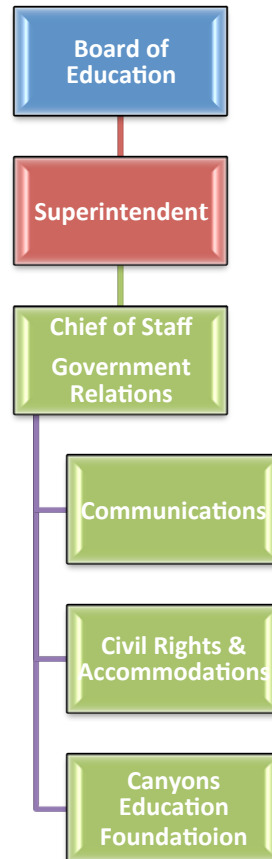 Board of
Education
Superintendent
Chief of Staff
Government
Relations
Communications
Civil Rights &
Accommodations
Canyons
Education
Foundatioion